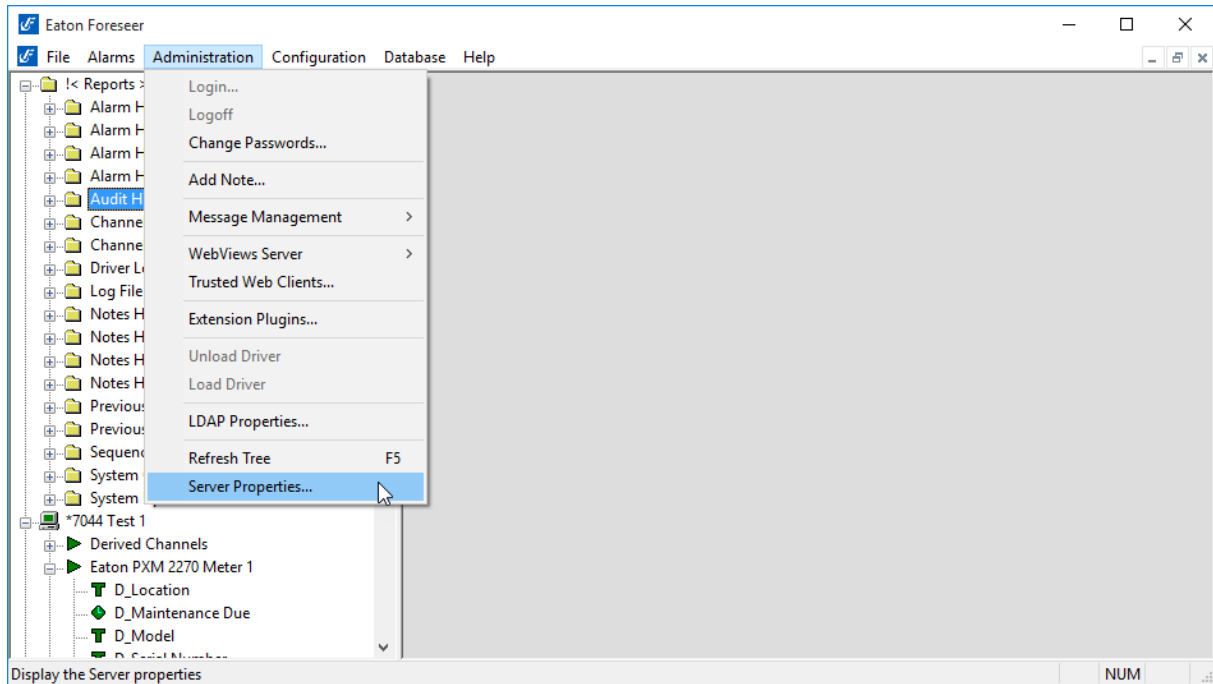 Eaton Foreseer
File Alarms Administration Configuration Database Help
!< Reports >
Alarm H
Alarm H
Alarm H
Alarm H
Audit H
Channe
Channe
Driver L
Log File
Notes H
Notes H
Notes H
Notes H
Previous
Previous
Sequen
System
System
*7044 Test 1
Derived Channels
Eaton PXM 2270 Meter 1
D_Location
D_Maintenance Due
D_Model
D_Serial Number
Login...
Logoff
Change Passwords...
Add Note...
Message Management
WebViews Server
Trusted Web Clients...
Extension Plugins...
Unload Driver
Load Driver
LDAP Properties...
Refresh Tree F5
Server Properties...
Display the Server properties NUM